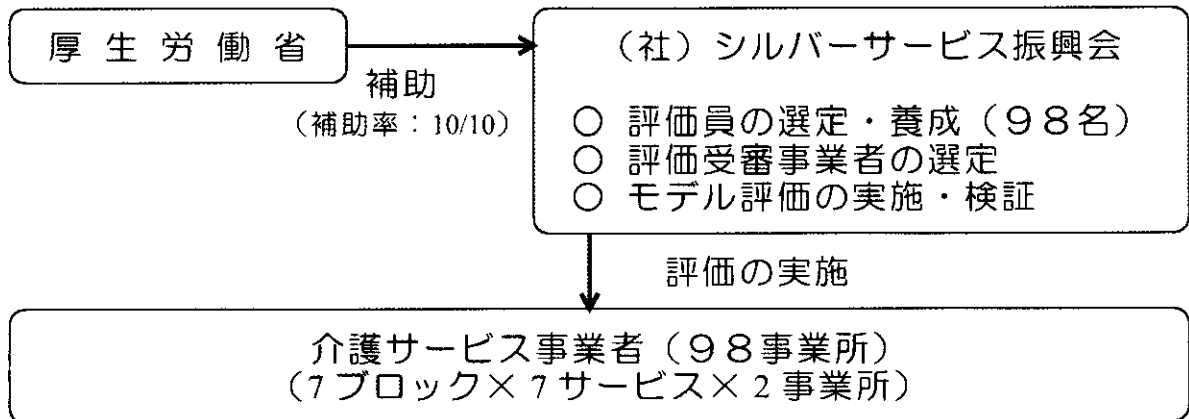 厚生労働省
補助
（補助率：10/10）
（社）シルバーサービス振興会
○ 評価員の選定・養成（９８名）
○ 評価受審事業者の選定
○ モデル評価の実施・検証
評価の実施
介護サービス事業者（９８事業所）
（7ブロック×7サービス×2事業所）